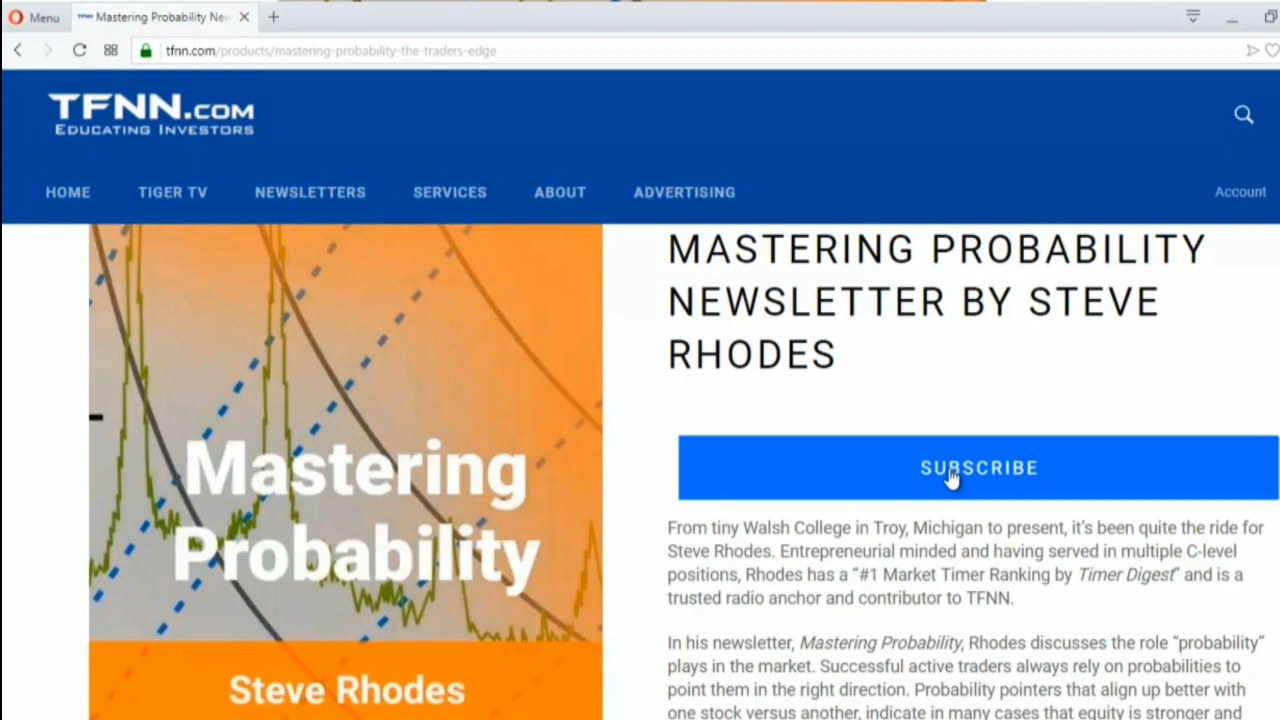 Menu
Mastering Probability New
tfnn.com/products/mastering-probability-the-traders-edge
TFNN.COM
EDUCATING INVESTORS
HOME TIGER TV NEWSLETTERS SERVICES ABOUT ADVERTISING Account
Mastering
Probability
Steve Rhodes
MASTERING PROBABILITY
NEWSLETTER BY STEVE
RHODES
SUBSCRIBE
From tiny Walsh College in Troy, Michigan to present, it's been quite the ride for
Steve Rhodes. Entrepreneurial minded and having served in multiple C-level
positions, Rhodes has a “#1 Market Timer Ranking by Timer Digest” and is a
trusted radio anchor and contributor to TFNN.
In his newsletter, Mastering Probability, Rhodes discusses the role “probability”
plays in the market. Successful active traders always rely on probabilities to
point them in the right direction. Probability pointers that align up better with
one stock versus another, indicate in many cases that equity is stronger and